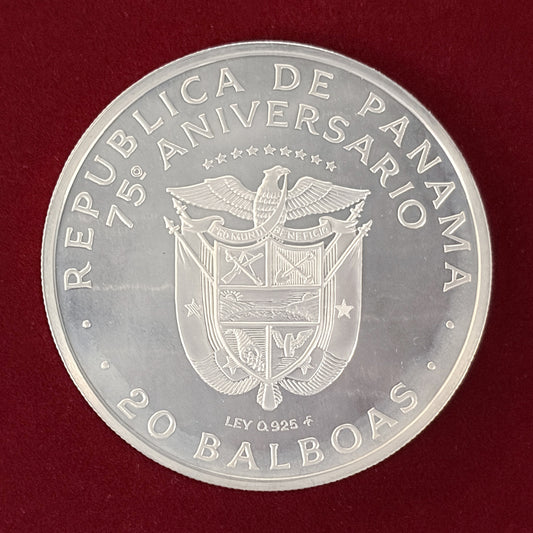 REPUBLICA DE PANAMA
75º ANIVERSARIO
PRO MUNDI BENEFICIO
LEY 0.925
20 BALBOAS